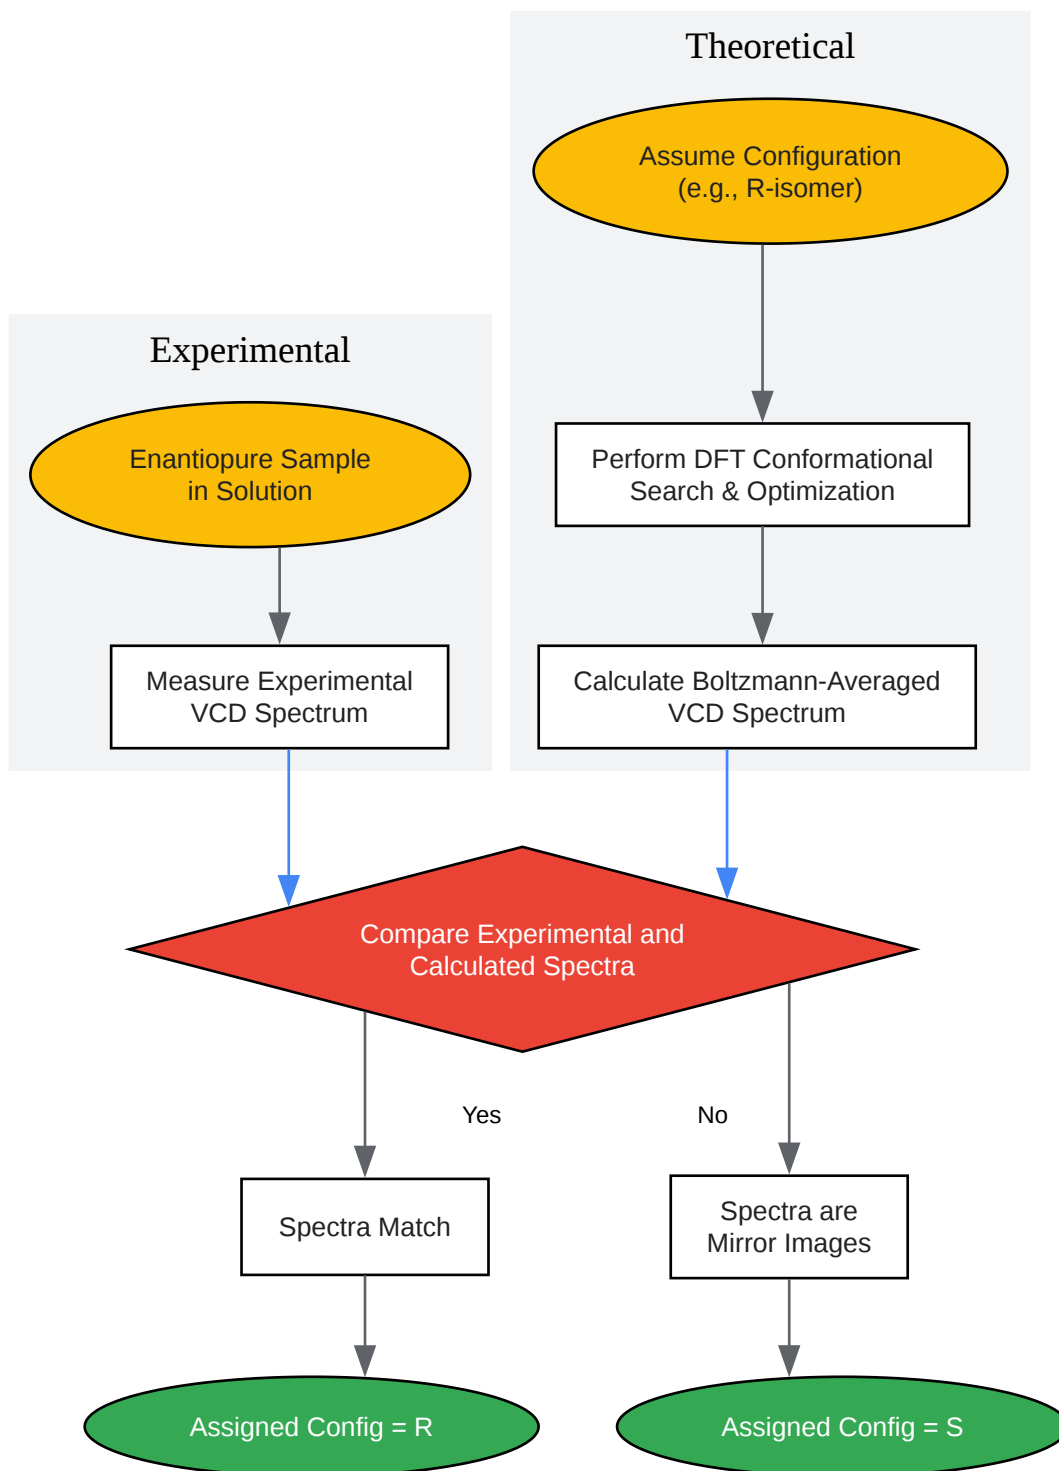 Theoretical
Assume Configuration
(e.g., R-isomer)
Experimental
Enantiopure Sample
in Solution
Perform DFT Conformational
Search & Optimization
Measure Experimental
VCD Spectrum
Calculate Boltzmann-Averaged
VCD Spectrum
Compare Experimental and
Calculated Spectra
Yes
No
Spectra Match
Spectra are
Mirror Images
Assigned Config = R
Assigned Config = S